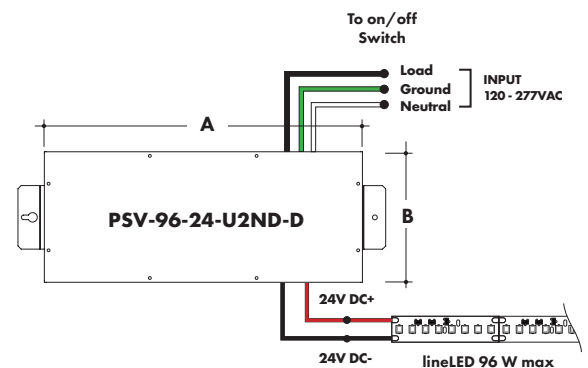 To on/off
Switch
Load
Ground
Neutral
INPUT
120 - 277VAC
A
PSV-96-24-U2ND-D
B
24V DC+
24V DC-
lineLED 96 W max